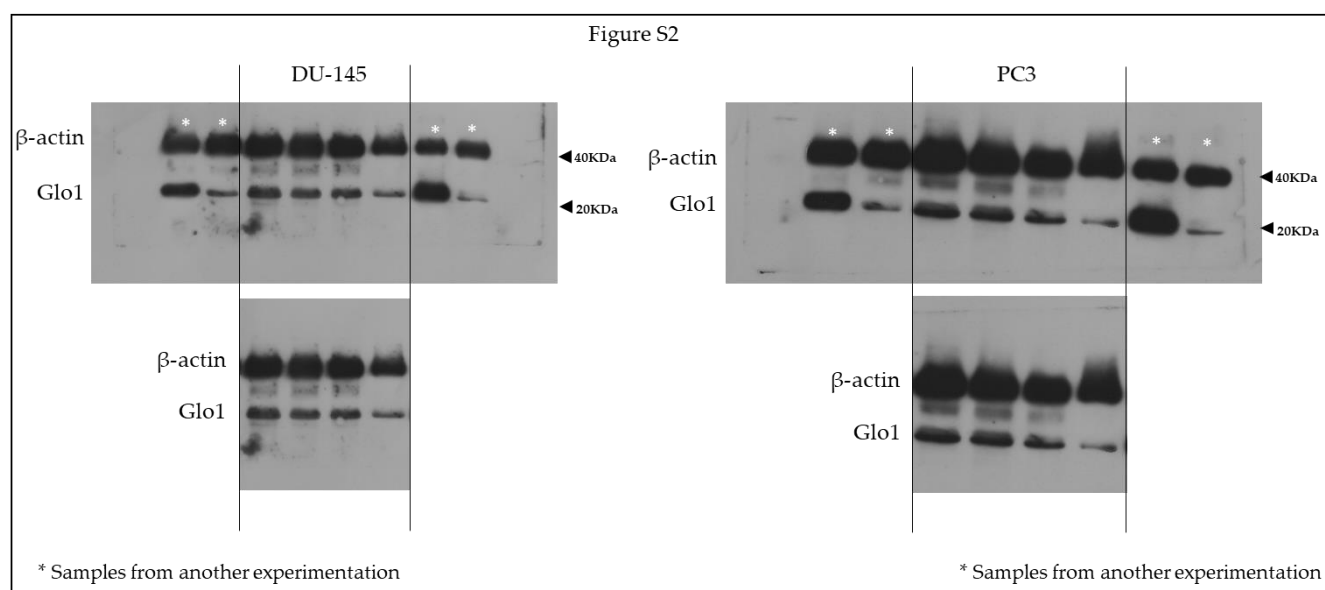 Figure S2
DU-145
PC3
* * * *
β-actin
Glo1
◄40KDa
◄20KDa
* * * *
β-actin
Glo1
◄40KDa
◄20KDa
β-actin
Glo1
β-actin
Glo1
* Samples from another experimentation
* Samples from another experimentation